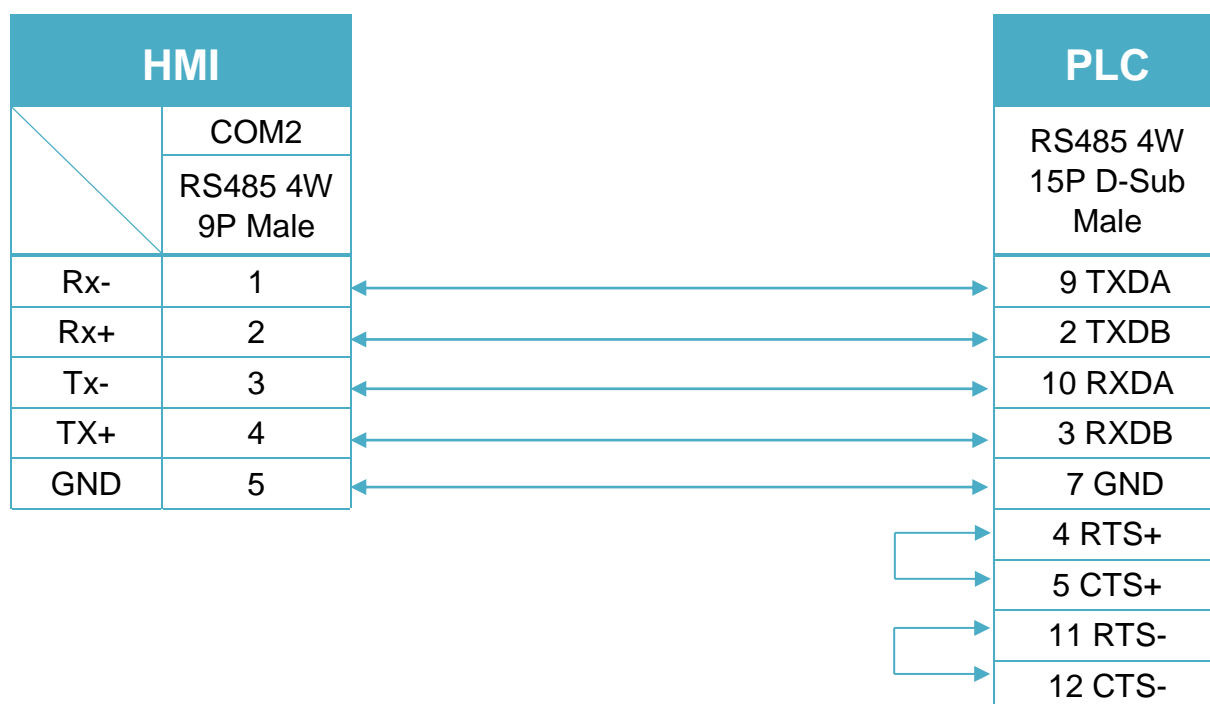 HMI
PLC
COM2
RS485 4W
9P Male
RS485 4W
15P D-Sub
Male
Rx- 1 9 TXDA
Rx+ 2 2 TXDB
Tx- 3 10 RXDA
TX+ 4 3 RXDB
GND 5 7 GND
4 RTS+
5 CTS+
11 RTS-
12 CTS-